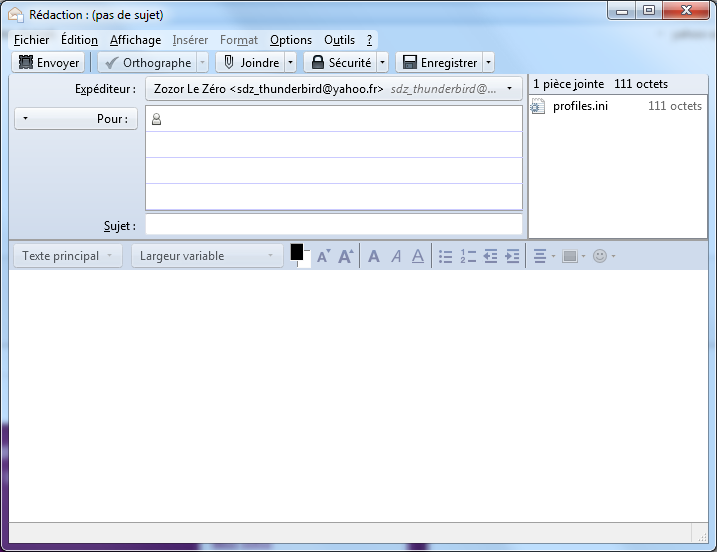 Rédaction : (pas de sujet)
Fichier Édition Affichage Insérer Format Options Outils ?
Envoyer Orthographe Joindre Sécurité Enregistrer
Expéditeur : Zozor Le Zéro <sdz_thunderbird@yahoo.fr> sdz_thunderbird@...
1 pièce jointe 111 octets
profiles.ini 111 octets
Pour :
Sujet :
Texte principal Largeur variable